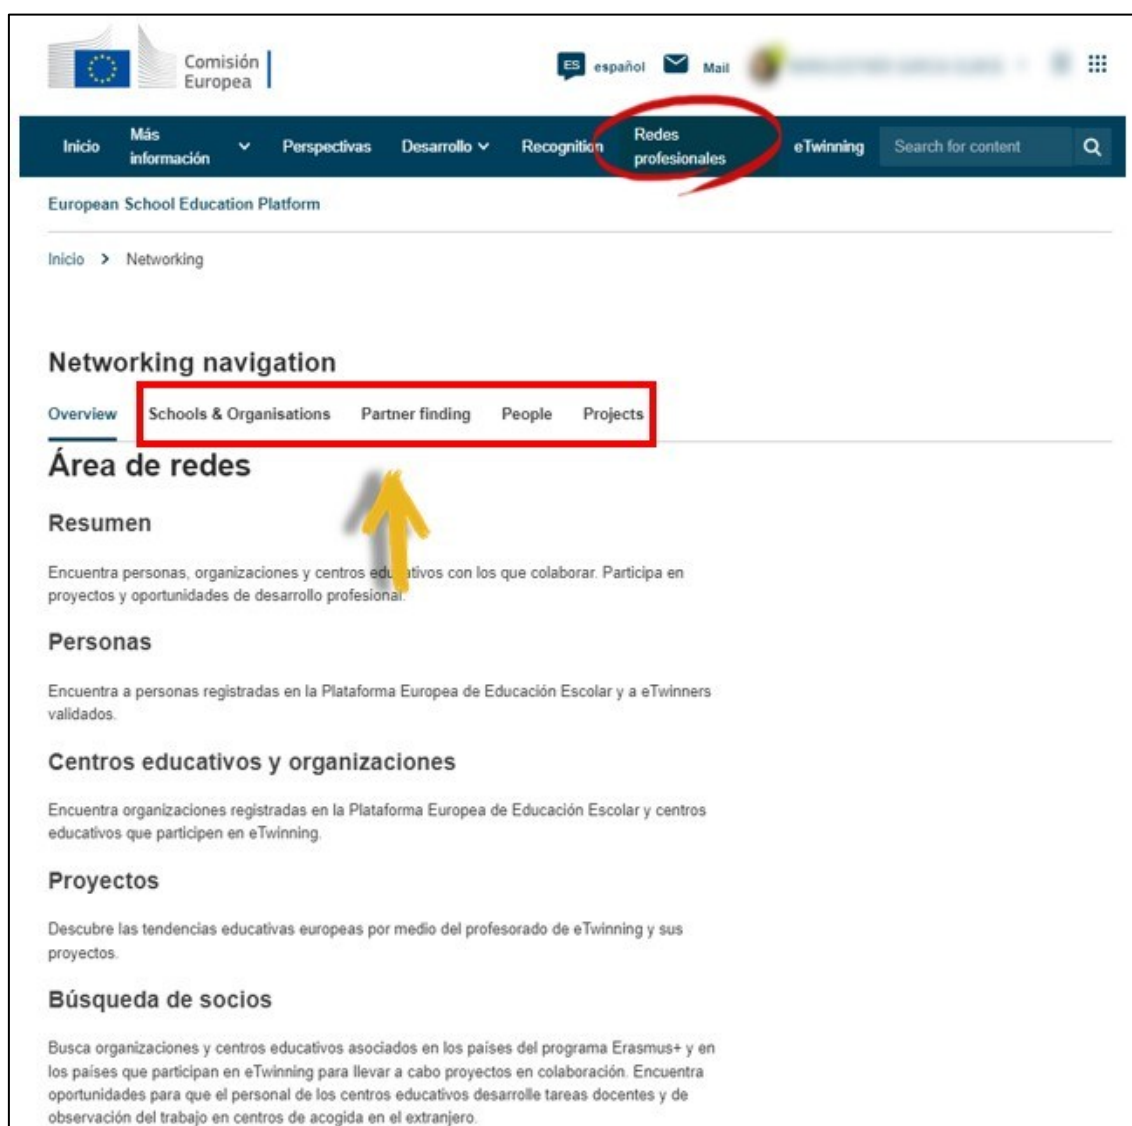 Comisión
Europea
ES español Mail
Inicio Más información Perspectivas Desarrollo Recognition Redes profesionales eTwinning Search for content
European School Education Platform
Inicio > Networking
Networking navigation
Overview Schools & Organisations Partner finding People Projects
Área de redes
Resumen
Encuentra personas, organizaciones y centros educativos con los que colaborar. Participa en
proyectos y oportunidades de desarrollo profesional.
Personas
Encuentra a personas registradas en la Plataforma Europea de Educación Escolar y a eTwinners
validados.
Centros educativos y organizaciones
Encuentra organizaciones registradas en la Plataforma Europea de Educación Escolar y centros
educativos que participen en eTwinning.
Proyectos
Descubre las tendencias educativas europeas por medio del profesorado de eTwinning y sus
proyectos.
Búsqueda de socios
Busca organizaciones y centros educativos asociados en los países del programa Erasmus+ y en
los países que participan en eTwinning para llevar a cabo proyectos en colaboración. Encuentra
oportunidades para que el personal de los centros educativos desarrolle tareas docentes y de
observación del trabajo en centros de acogida en el extranjero.